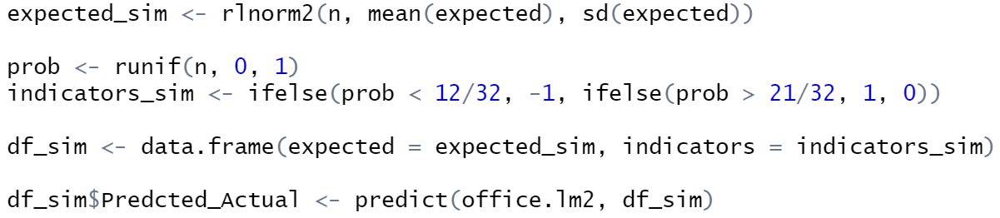 expected_sim <- rlnorm2(n, mean(expected), sd(expected))
prob <- runif(n, 0, 1)
indicators_sim <- ifelse(prob < 12/32, -1, ifelse(prob > 21/32, 1, 0))
df_sim <- data.frame(expected = expected_sim, indicators = indicators_sim)
df_sim$Predcted_Actual <- predict(office.lm2, df_sim)